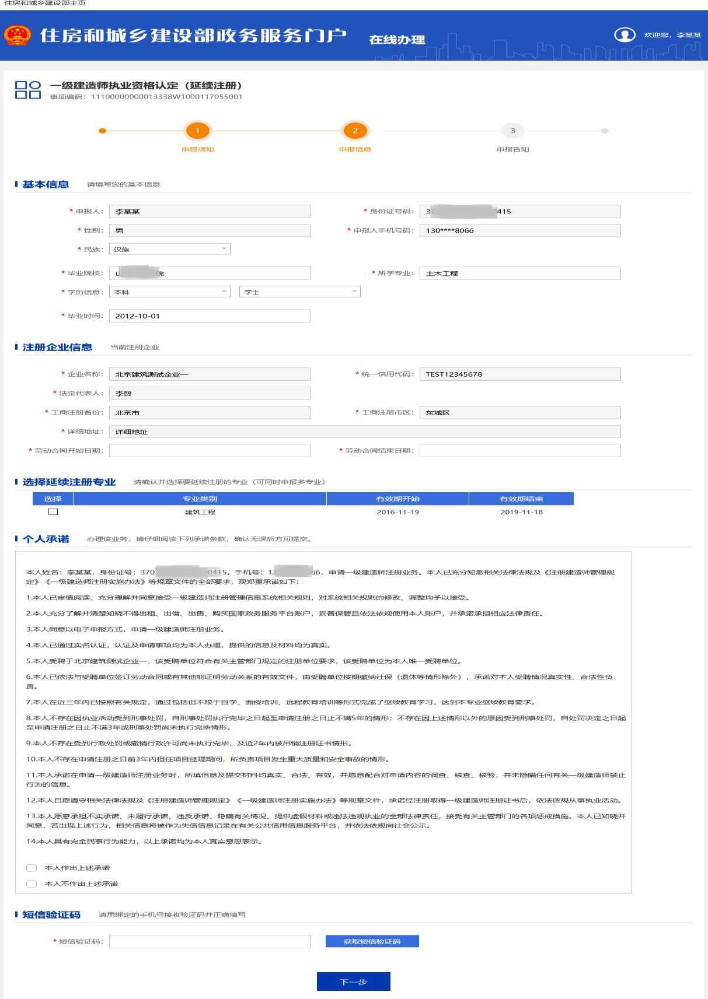 住房和城乡建设部主页
住房和城乡建设部政务服务门户 在线办理 欢迎您，李某某
一级建造师执业资格认定（延续注册）
事项编码：11100000000013338W1000117055001
1 2 3
申报须知 申报信息 申报告知
基本信息 请填写您的基本信息
* 申报人： 李某某 * 身份证号码： 37 0415
* 性别： 男 * 申报人手机号码： 130****8066
* 民族： 汉族
* 毕业院校： 山 院 * 所学专业： 土木工程
* 学历信息： 本科 学士
* 毕业时间： 2012-10-01
注册企业信息 当前注册企业
* 企业名称： 北京建筑测试企业一 * 统一信用代码： TEST12345678
* 法定代表人： 李贺
* 工商注册省份： 北京市 * 工商注册市区： 东城区
* 详细地址： 详细地址
* 劳动合同开始日期： * 劳动合同结束日期：
选择延续注册专业 请确认并选择要延续注册的专业（可同时申报多专业）
选择 专业类别 有效期开始 有效期结束
建筑工程 2016-11-19 2019-11-18
个人承诺 办理该业务，请仔细阅读下列承诺条款，确认无误后方可提交。
本人姓名：李某某，身份证号：370 190415，手机号：13 66，申请一级建造师注册业务。本人已充分知悉相关法律法规及《注册建造师管理规
定》《一级建造师注册实施办法》等规章文件的全部要求，现郑重承诺如下：
1.本人已审慎阅读、充分理解并同意接受一级建造师注册管理信息系统相关规则，对系统相关规则的修改、调整均予以接受。
2.本人充分了解并清楚知晓不得出租、出借、出售、购买国家政务服务平台账户，妥善保管且依法依规使用本人账户，并承诺承担相应法律责任。
3.本人同意以电子申报方式，申请一级建造师注册业务。
4.本人已通过实名认证，认证及申请事项均为本人办理，提供的信息及材料均为真实。
5.本人受聘于北京建筑测试企业一，该受聘单位符合有关主管部门规定的注册单位要求，该受聘单位为本人唯一受聘单位。
6.本人已依法与受聘单位签订劳动合同或有其他能证明劳动关系的有效文件，由受聘单位按期缴纳社保（退休等情形除外），承诺对本人受聘情况真实性、合法性负
责。
7.本人在近三年内已按照有关规定，通过包括但不限于自学、面授培训、远程教育培训等形式完成了继续教育学习，达到本专业继续教育要求。
8.本人不存在因执业活动受到刑事处罚，自刑事处罚执行完毕之日起至申请注册之日止不满5年的情形；不存在因上述情形以外的原因受到刑事处罚，自处罚决定之日起
至申请注册之日止不满3年或刑事处罚尚未执行完毕情形。
9.本人不存在受到行政处罚或撤销行政许可尚未执行完毕，及近2年内被吊销注册证书情形。
10.本人不存在申请注册之日前3年内担任项目经理期间，所负责项目发生重大质量和安全事故的情形。
11.本人承诺在申请一级建造师注册业务时，所填信息及提交材料均真实、合法、有效，并愿意配合对申请内容的调查、核查、核验，并未隐瞒任何有关一级建造师禁止
行为的信息。
12.本人自愿遵守相关法律法规及《注册建造师管理规定》《一级建造师注册实施办法》等规章文件，承诺经注册取得一级建造师注册证书后，依法依规从事执业活动。
13.本人愿意承担不实承诺、未履行承诺、违反承诺、隐瞒有关情况、提供虚假材料或违法违规执业的全部法律责任，接受有关主管部门的各项惩戒措施。本人已知晓并
同意，若出现上述行为，相关信息将被作为失信信息记录在有关公共信用信息服务平台，并依法依规向社会公示。
14.本人具有完全民事行为能力，以上承诺均为本人真实意思表示。
本人作出上述承诺
本人不作出上述承诺
短信验证码 请用绑定的手机号接收验证码并正确填写
* 短信验证码： 获取短信验证码
下一步